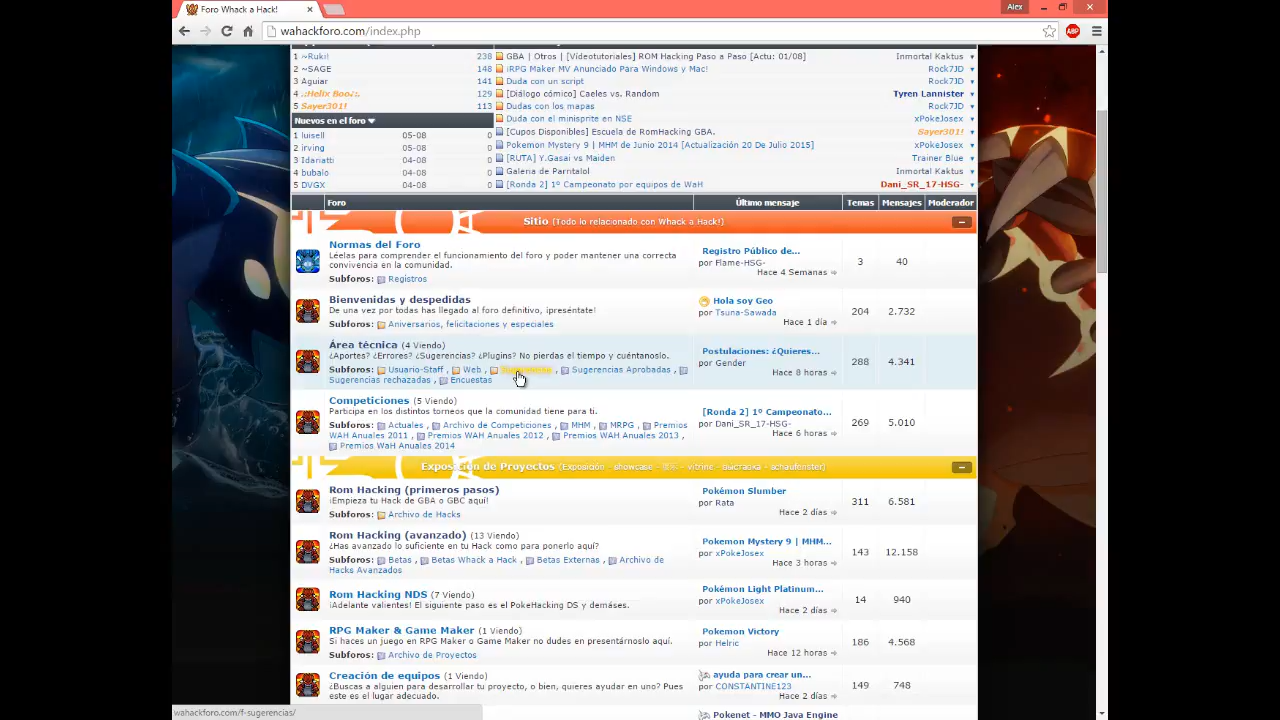 Foro Whack a Hack!
Alex
wahackforo.com/index.php
ABP
1 ~Ruki! 238
2 ~SAGE 148
3 Aguiar 141
4 .:Helix Boo♪:. 129
5 Sayer301! 113
Nuevos en el foro
1 luisell 05-08 0
2 irving 05-08 0
3 Idariatti 04-08 0
4 bubalo 04-08 0
5 DVGX 04-08 0
GBA | Otros | [Vídeotutoriales] ROM Hacking Paso a Paso [Actu: 01/08] Inmortal Kaktus
¡RPG Maker MV Anunciado Para Windows y Mac! Rock7JD
Duda con un script Rock7JD
[Diálogo cómico] Caeles vs. Random Tyren Lannister
Dudas con los mapas Rock7JD
Duda con el minisprite en NSE xPokeJosex
[Cupos Disponibles] Escuela de RomHacking GBA. Sayer301!
Pokemon Mystery 9 | MHM de Junio 2014 [Actualización 20 De Julio 2015] xPokeJosex
[RUTA] Y.Gasai vs Maiden Trainer Blue
Galeria de Parntalol Inmortal Kaktus
[Ronda 2] 1º Campeonato por equipos de WaH Dani_SR_17-HSG-
Foro Último mensaje Temas Mensajes Moderador
Sitio [Todo lo relacionado con Whack a Hack!]
Normas del Foro
Léelas para comprender el funcionamiento del foro y poder mantener una correcta
convivencia en la comunidad.
Subforos: Registros
Registro Público de...
por Flame-HSG-
Hace 4 Semanas
3 40
Bienvenidas y despedidas
De una vez por todas has llegado al foro definitivo, ¡preséntate!
Subforos: Aniversarios, felicitaciones y especiales
Hola soy Geo
por Tsuna-Sawada
Hace 1 día
204 2.732
Área técnica (4 Viendo)
¿Aportes? ¿Errores? ¿Sugerencias? ¿Plugins? No pierdas el tiempo y cuéntanoslo.
Subforos: Usuario-Staff , Web , Sugerencias , Sugerencias Aprobadas ,
Sugerencias rechazadas , Encuestas
Postulaciones: ¿Quieres...
por Gender
Hace 8 horas
288 4.341
Competiciones (5 Viendo)
Participa en los distintos torneos que la comunidad tiene para ti.
Subforos: Actuales , Archivo de Competiciones , MHM , MRPG , Premios
WAH Anuales 2011 , Premios WAH Anuales 2012 , Premios WAH Anuales 2013 ,
Premios WaH Anuales 2014
[Ronda 2] 1º Campeonato...
por Dani_SR_17-HSG-
Hace 6 horas
269 5.010
Exposición de Proyectos (Exposición - showcase - - vitrine - выставка - schaufenster)
Rom Hacking (primeros pasos)
¡Empieza tu Hack de GBA o GBC aquí!
Subforos: Archivo de Hacks
Pokémon Slumber
por Rata
Hace 2 días
311 6.581
Rom Hacking (avanzado) (13 Viendo)
¿Has avanzado lo suficiente en tu Hack como para ponerlo aquí?
Subforos: Betas , Betas Whack a Hack , Betas Externas , Archivo de
Hacks Avanzados
Pokemon Mystery 9 | MHM...
por xPokeJosex
Hace 3 horas
143 12.158
Rom Hacking NDS (7 Viendo)
¡Adelante valientes! El siguiente paso es el PokeHacking DS y demáses.
Pokémon Light Platinum...
por xPokeJosex
Hace 2 días
14 940
RPG Maker & Game Maker (1 Viendo)
Si haces un juego en RPG Maker o Game Maker no dudes en presentárnoslo aquí.
Subforos: Archivo de Proyectos
Pokemon Victory
por Helric
Hace 12 horas
186 4.568
Creación de equipos (1 Viendo)
¿Buscas a alguien para desarrollar tu proyecto, o bien, quieres ayudar en uno? Pues
este es el lugar adecuado.
ayuda para crear un...
por CONSTANTINE123
Hace 2 días
149 748
Pokenet - MMO Java Engine
wahackforo.com/f-sugerencias/